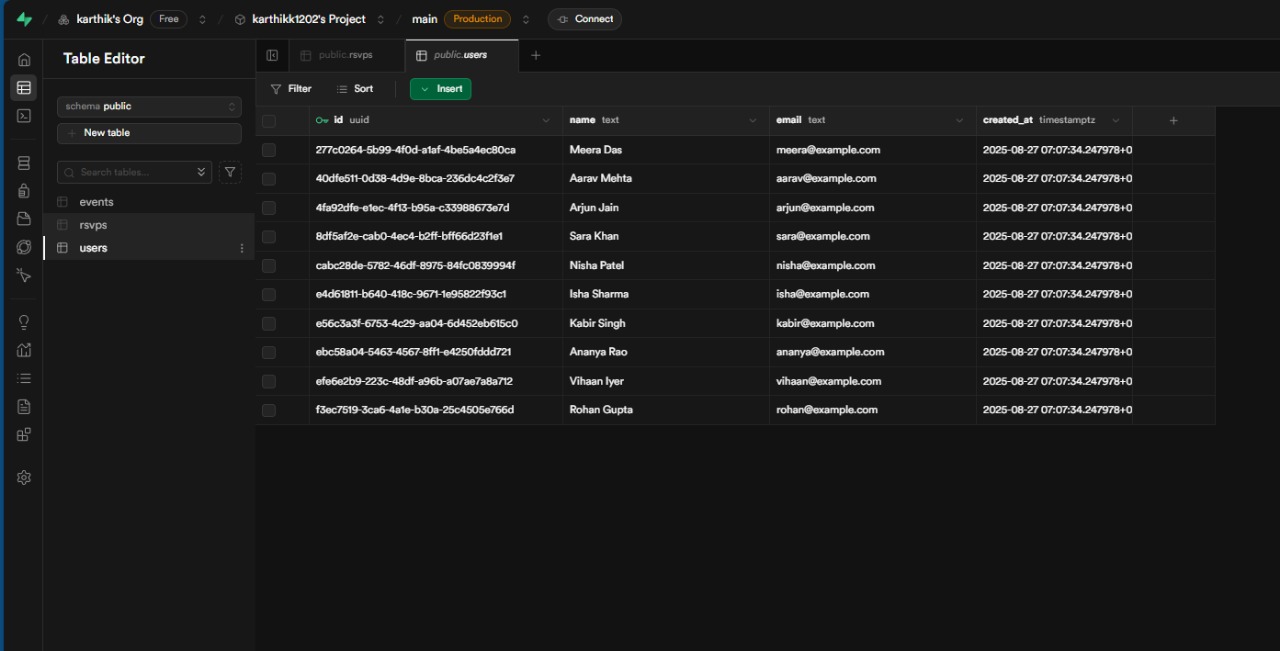 karthik's Org Free karthikk1202's Project main Production Connect
Table Editor
public.rsvps
public.users
schema public
New table
Search tables...
events
rsvps
users
Filter Sort Insert
id uuid name text email text created_at timestamptz
277c0264-5b99-4f0d-a1af-4be5a4ec80ca Meera Das meera@example.com 2025-08-27 07:07:34.247978+0
40dfe511-0d38-4d9e-8bca-236dc4c2f3e7 Aarav Mehta aarav@example.com 2025-08-27 07:07:34.247978+0
4fa92dfe-e1ec-4f13-b95a-c33988673e7d Arjun Jain arjun@example.com 2025-08-27 07:07:34.247978+0
8df5af2e-cab0-4ec4-b2ff-bff66d23f1e1 Sara Khan sara@example.com 2025-08-27 07:07:34.247978+0
cabc28de-5782-46df-8975-84fc0839994f Nisha Patel nisha@example.com 2025-08-27 07:07:34.247978+0
e4d61811-b640-418c-9671-1e95822f93c1 Isha Sharma isha@example.com 2025-08-27 07:07:34.247978+0
e56c3a3f-6753-4c29-aa04-6d452eb615c0 Kabir Singh kabir@example.com 2025-08-27 07:07:34.247978+0
ebc58a04-5463-4567-8ff1-e4250fddd721 Ananya Rao ananya@example.com 2025-08-27 07:07:34.247978+0
efe6e2b9-223c-48df-a96b-a07ae7a8a712 Vihaan Iyer vihaan@example.com 2025-08-27 07:07:34.247978+0
f3ec7519-3ca6-4a1e-b30a-25c4505e766d Rohan Gupta rohan@example.com 2025-08-27 07:07:34.247978+0